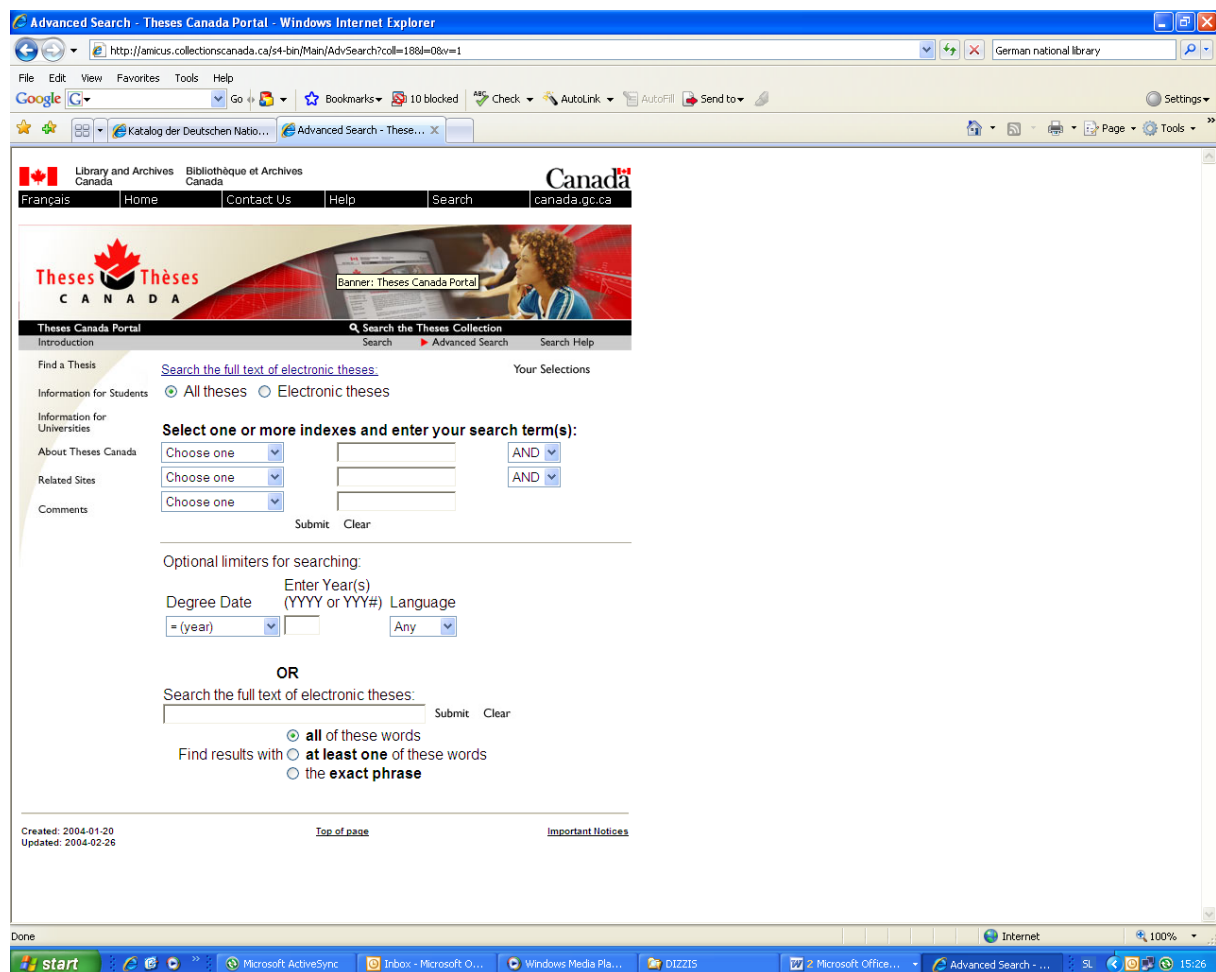 Advanced Search - Theses Canada Portal - Windows Internet Explorer
http://amicus.collectionscanada.ca/s4-bin/Main/AdvSearch?coll=18&l=0&v=1
German national library
File Edit View Favorites Tools Help
Google G Go 10 blocked Bookmarks Check AutoLink AutoFill Send to Settings
Katalog der Deutschen Natio... Advanced Search - These... X Page Tools »
Library and Archives Bibliothèque et Archives
Canada Canada Canada
Français Home Contact Us Help Search canada.gc.ca
Theses Thèses
CANADA
Banner: Theses Canada Portal
Theses Canada Portal Search the Theses Collection
Introduction Search Advanced Search Search Help
Find a Thesis
Information for Students
Information for
Universities
About Theses Canada
Related Sites
Comments
Search the full text of electronic theses: Your Selections
All theses Electronic theses
Select one or more indexes and enter your search term(s):
Choose one AND
Choose one AND
Choose one
Submit Clear
Optional limiters for searching:
Enter Year(s)
Degree Date (YYYY or YYY#) Language
= (year) Any
OR
Search the full text of electronic theses:
Submit Clear
all of these words
Find results with at least one of these words
the exact phrase
Created: 2004-01-20 Top of page Important Notices
Updated: 2004-02-26
Done Internet 100%
start » Microsoft ActiveSync Inbox - Microsoft O... Windows Media Pla... DIZZIS 2 Microsoft Office... Advanced Search - ... SL 15:26